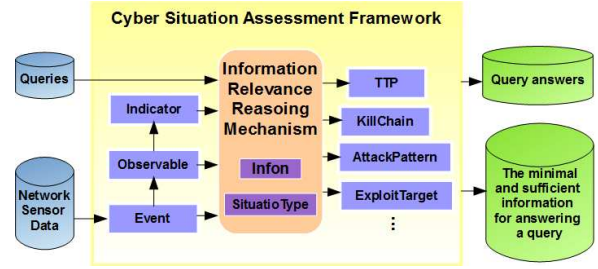 Cyber Situation Assessment Framework
Queries
Information
Relevance
Reasoing
Mechanism
TTP
Query answers
Indicator
KillChain
Observable
Infon
AttackPattern
Network
Sensor
Data
Event
SituatioType
ExploitTarget
⋮
The minimal
and sufficient
information
for answering
a query